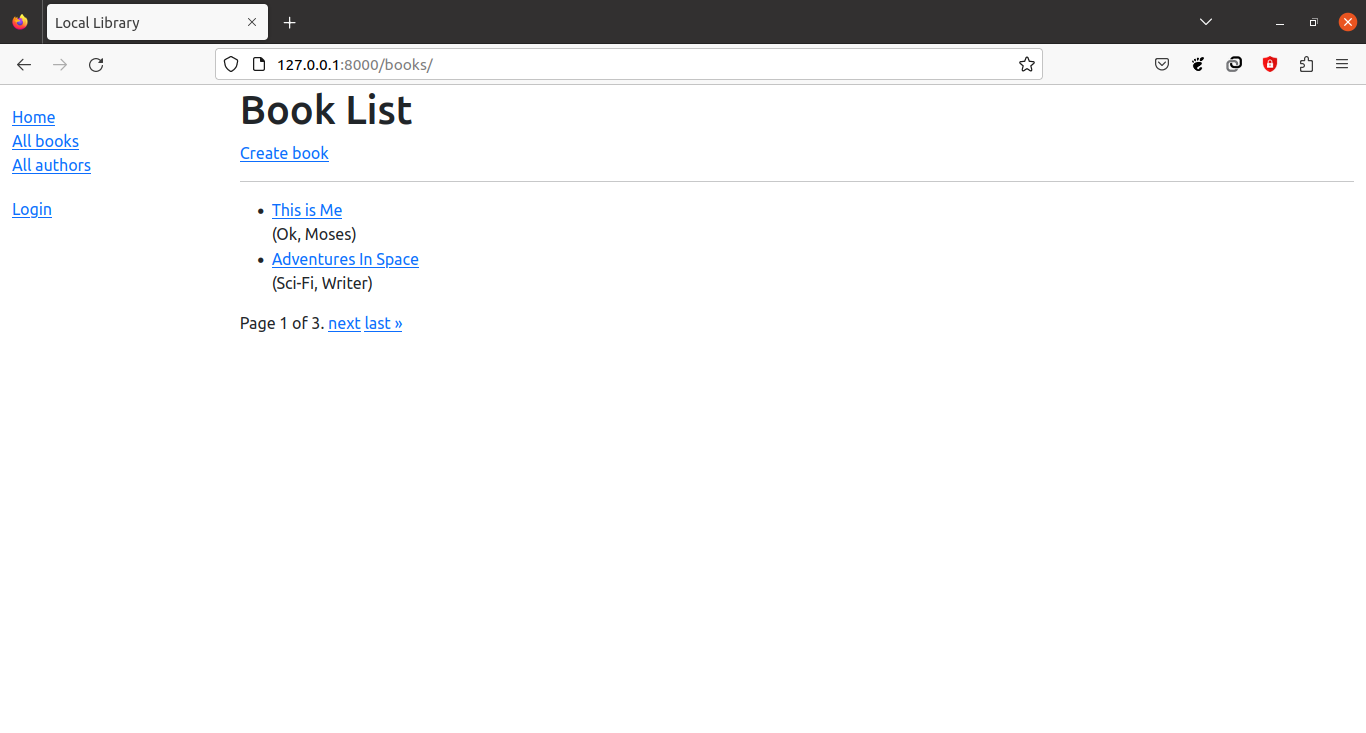 Local Library
127.0.0.1:8000/books/
Home
All books
All authors
Login
Book List
Create book
This is Me
(Ok, Moses)
Adventures In Space
(Sci-Fi, Writer)
Page 1 of 3. next last »